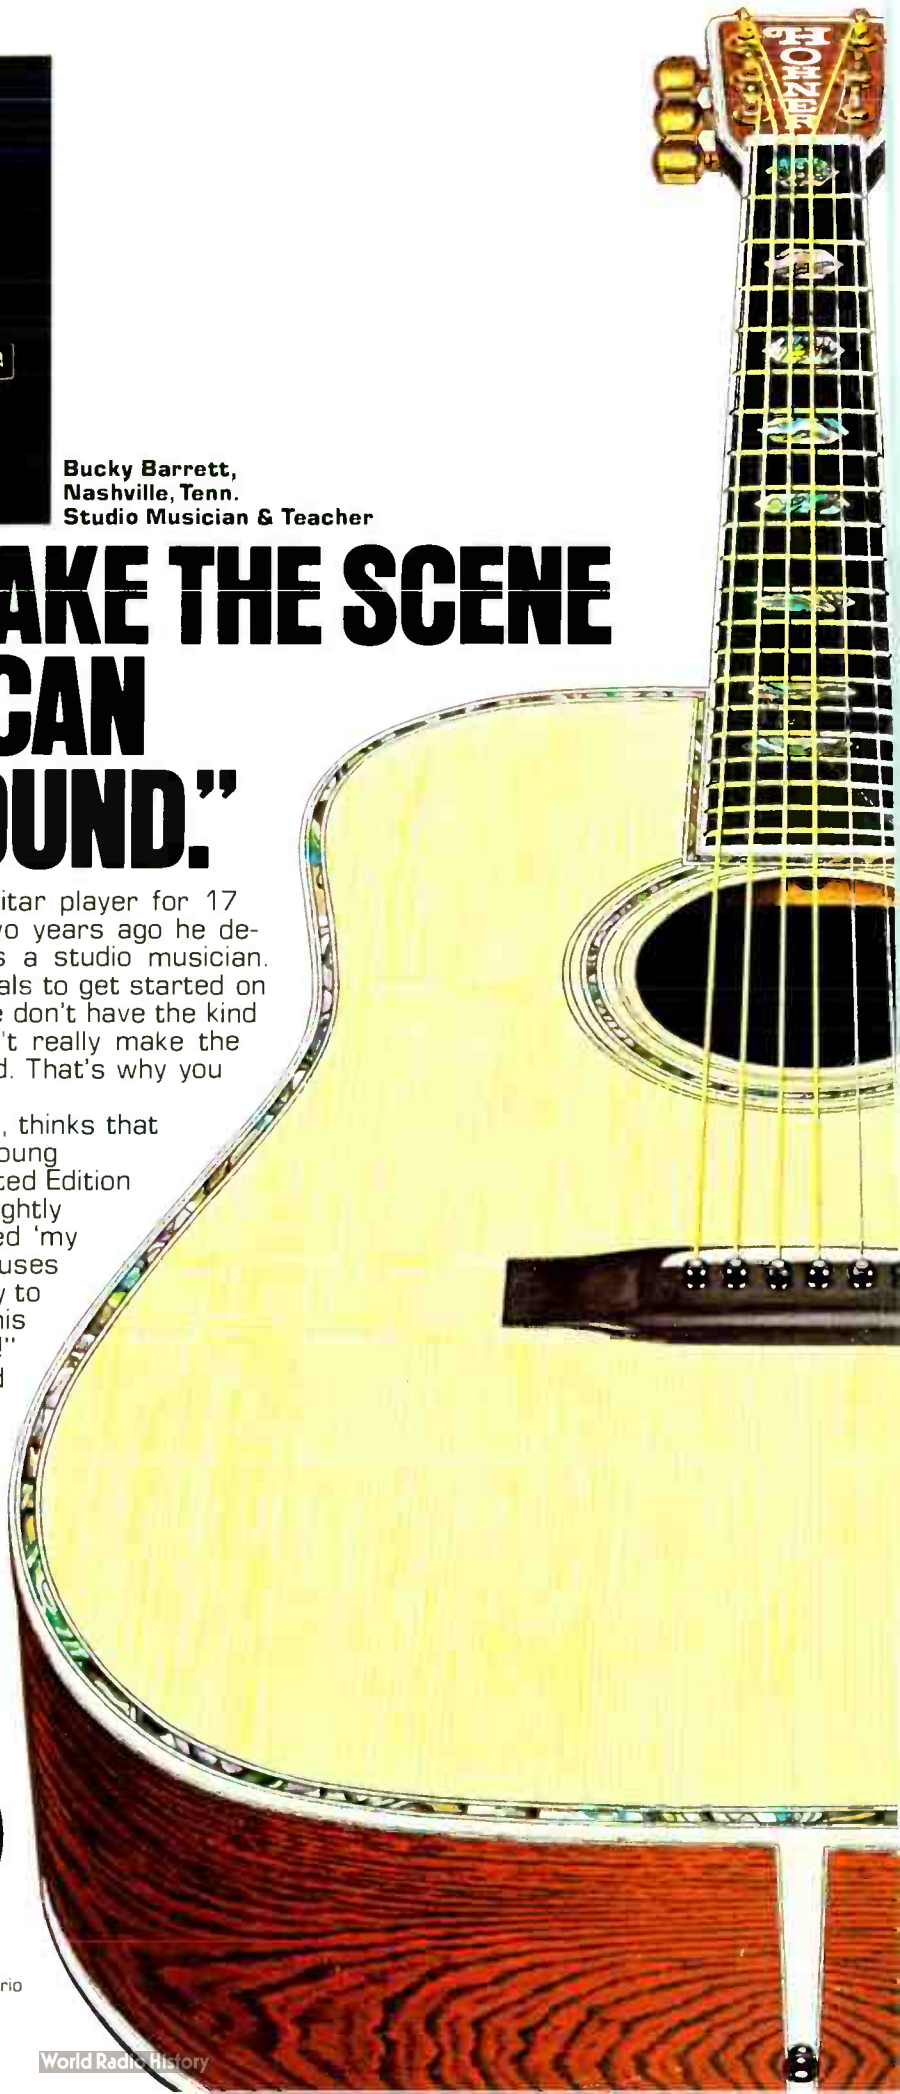 HOHNER
Bucky Barrett,
Nashville, Tenn.
Studio Musician & Teacher
AKE THE SCENE
CAN
OUND.”
itar player for 17
vo years ago he de-
s a studio musician.
als to get started on
e don’t have the kind
’t really make the
d. That’s why you
, thinks that
oung
ted Edition
ghtly
ed ‘my
uses
y to
his
!”
d
rio
World Radio History